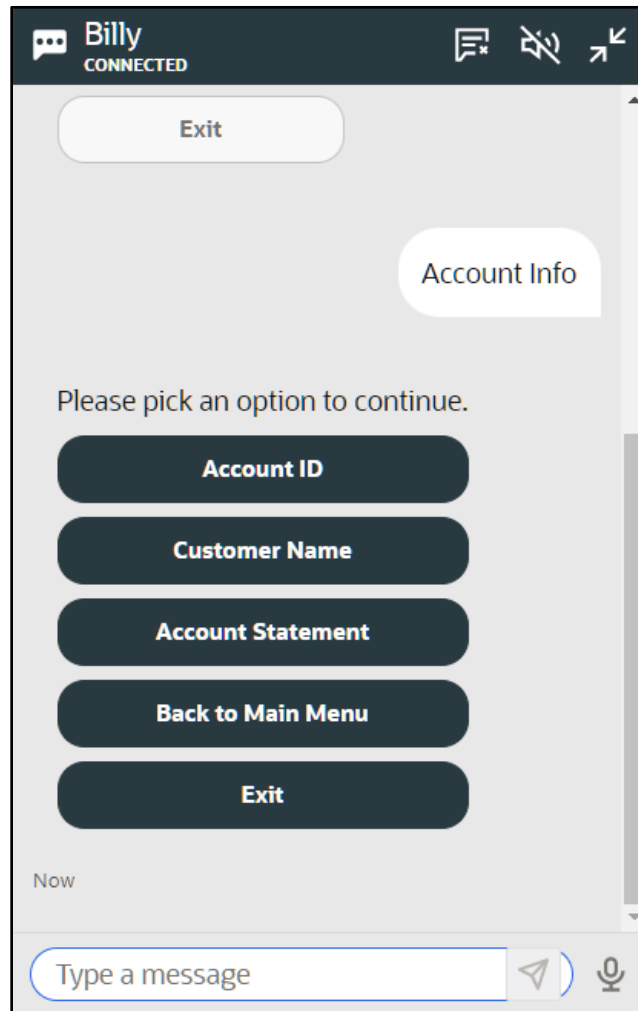 Billy
CONNECTED
Exit
Account Info
Please pick an option to continue.
Account ID
Customer Name
Account Statement
Back to Main Menu
Exit
Now
Type a message